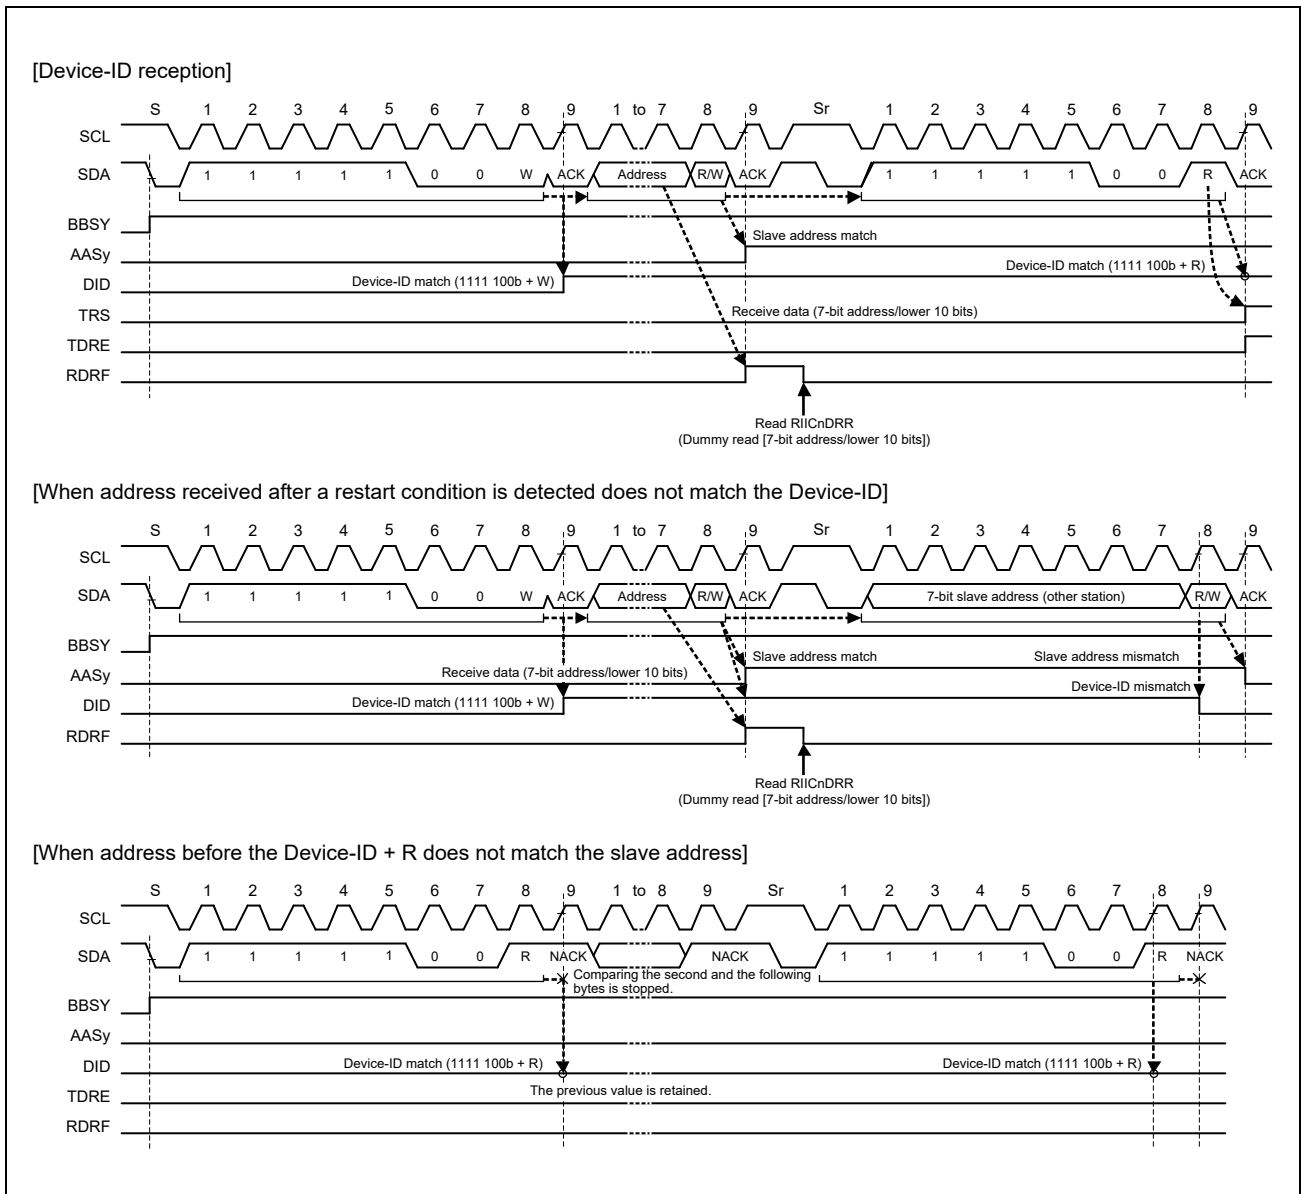 [Device-ID reception]
S 1 2 3 4 5 6 7 8 9 1 to 7 8 9 Sr 1 2 3 4 5 6 7 8 9
SCL
SDA 1 1 1 1 1 0 0 W ACK Address R/W ACK 1 1 1 1 1 0 0 R ACK
BBSY
Slave address match
AASy
Device-ID match (1111 100b + R)
DID Device-ID match (1111 100b + W)
TRS Receive data (7-bit address/lower 10 bits)
TDRE
RDRF
Read RIICnDRR
(Dummy read [7-bit address/lower 10 bits])
[When address received after a restart condition is detected does not match the Device-ID]
S 1 2 3 4 5 6 7 8 9 1 to 7 8 9 Sr 1 2 3 4 5 6 7 8 9
SCL
SDA 1 1 1 1 1 0 0 W ACK Address R/W ACK 7-bit slave address (other station) R/W ACK
BBSY
Slave address match Slave address mismatch
AASy Receive data (7-bit address/lower 10 bits)
Device-ID mismatch
DID Device-ID match (1111 100b + W)
RDRF
Read RIICnDRR
(Dummy read [7-bit address/lower 10 bits])
[When address before the Device-ID + R does not match the slave address]
S 1 2 3 4 5 6 7 8 9 1 to 8 9 Sr 1 2 3 4 5 6 7 8 9
SCL
SDA 1 1 1 1 1 0 0 R NACK NACK 1 1 1 1 1 0 0 R NACK
Comparing the second and the following
bytes is stopped.
BBSY
AASy
DID Device-ID match (1111 100b + R) Device-ID match (1111 100b + R)
The previous value is retained.
TDRE
RDRF